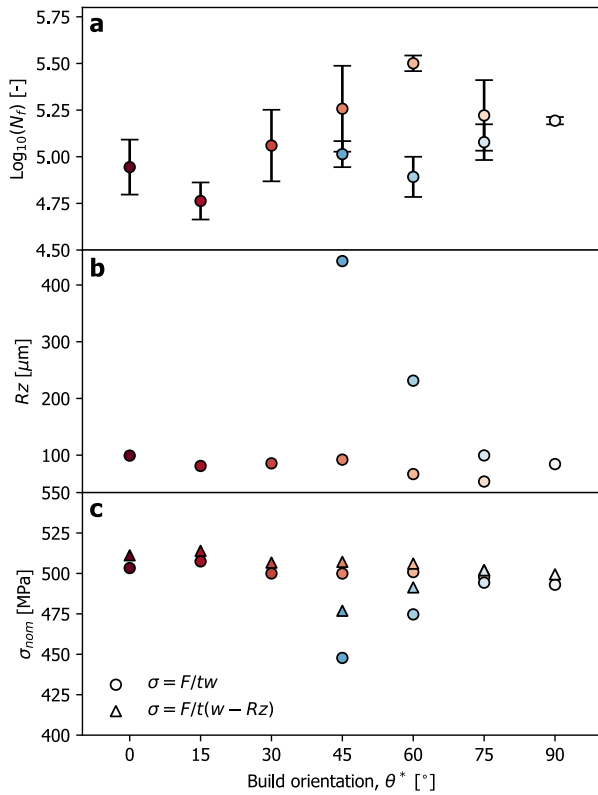 a
5.75
5.50
5.25
5.00
4.75
4.50
Log₁₀(N_f) [-]
b
400
300
200
100
Rz [μm]
c
550
525
500
475
450
425
400
σ_nom [MPa]
σ = F/tw
σ = F/t(w − Rz)
0 15 30 45 60 75 90
Build orientation, θ* [°]